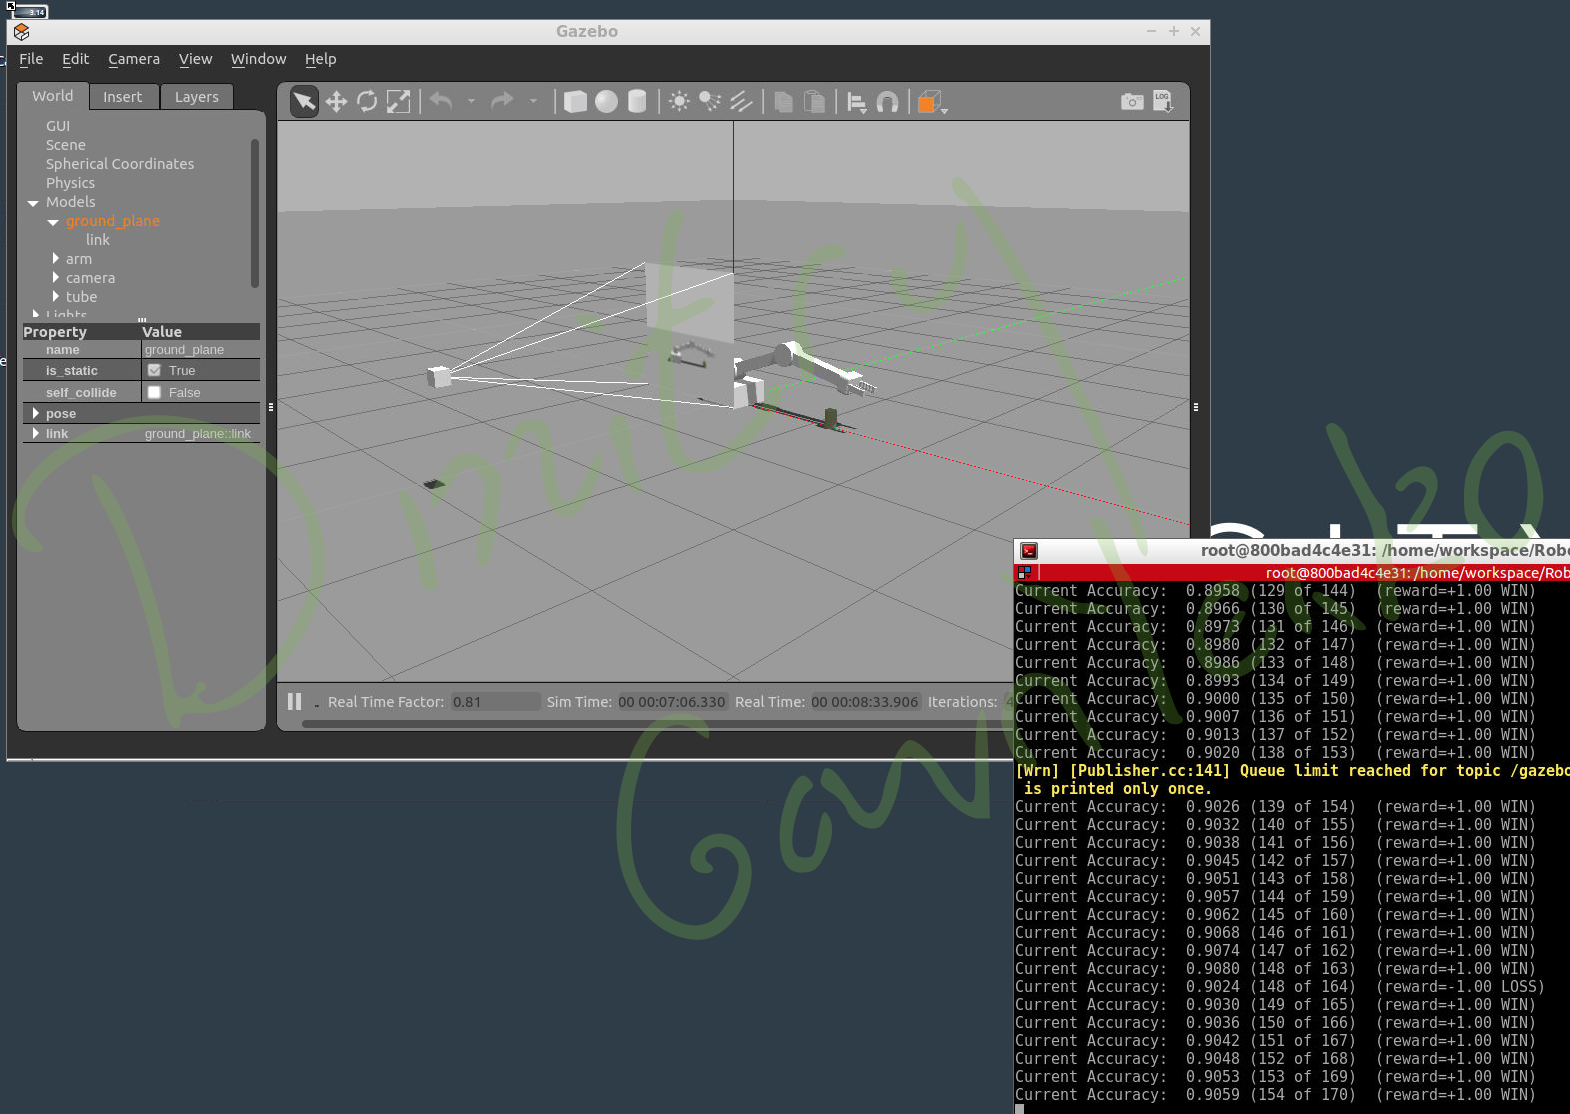 3.14
Gazebo
File Edit Camera View Window Help
World Insert Layers
GUI
Scene
Spherical Coordinates
Physics
Models
ground_plane
link
arm
camera
tube
Lights
Property Value
name ground_plane
is_static True
self_collide False
pose
link ground_plane::link
LOG
Real Time Factor: 0.81 Sim Time: 00 00:07:06.330 Real Time: 00 00:08:33.906 Iterations: 4
root@800bad4c4e31: /home/workspace/Robo
root@800bad4c4e31: /home/workspace/Rob
Current Accuracy: 0.8958 (129 of 144) (reward=+1.00 WIN)
Current Accuracy: 0.8966 (130 of 145) (reward=+1.00 WIN)
Current Accuracy: 0.8973 (131 of 146) (reward=+1.00 WIN)
Current Accuracy: 0.8980 (132 of 147) (reward=+1.00 WIN)
Current Accuracy: 0.8986 (133 of 148) (reward=+1.00 WIN)
Current Accuracy: 0.8993 (134 of 149) (reward=+1.00 WIN)
Current Accuracy: 0.9000 (135 of 150) (reward=+1.00 WIN)
Current Accuracy: 0.9007 (136 of 151) (reward=+1.00 WIN)
Current Accuracy: 0.9013 (137 of 152) (reward=+1.00 WIN)
Current Accuracy: 0.9020 (138 of 153) (reward=+1.00 WIN)
[Wrn] [Publisher.cc:141] Queue limit reached for topic /gazebo
is printed only once.
Current Accuracy: 0.9026 (139 of 154) (reward=+1.00 WIN)
Current Accuracy: 0.9032 (140 of 155) (reward=+1.00 WIN)
Current Accuracy: 0.9038 (141 of 156) (reward=+1.00 WIN)
Current Accuracy: 0.9045 (142 of 157) (reward=+1.00 WIN)
Current Accuracy: 0.9051 (143 of 158) (reward=+1.00 WIN)
Current Accuracy: 0.9057 (144 of 159) (reward=+1.00 WIN)
Current Accuracy: 0.9062 (145 of 160) (reward=+1.00 WIN)
Current Accuracy: 0.9068 (146 of 161) (reward=+1.00 WIN)
Current Accuracy: 0.9074 (147 of 162) (reward=+1.00 WIN)
Current Accuracy: 0.9080 (148 of 163) (reward=+1.00 WIN)
Current Accuracy: 0.9024 (148 of 164) (reward=-1.00 LOSS)
Current Accuracy: 0.9030 (149 of 165) (reward=+1.00 WIN)
Current Accuracy: 0.9036 (150 of 166) (reward=+1.00 WIN)
Current Accuracy: 0.9042 (151 of 167) (reward=+1.00 WIN)
Current Accuracy: 0.9048 (152 of 168) (reward=+1.00 WIN)
Current Accuracy: 0.9053 (153 of 169) (reward=+1.00 WIN)
Current Accuracy: 0.9059 (154 of 170) (reward=+1.00 WIN)